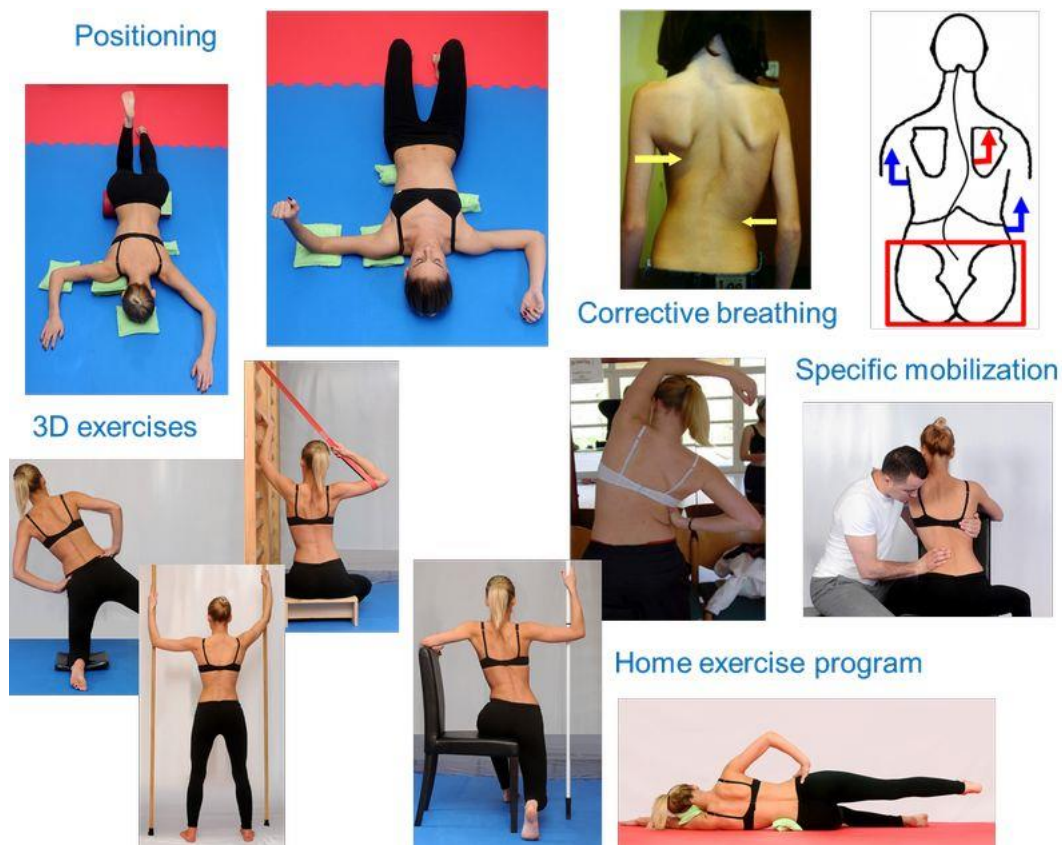 Positioning
Corrective breathing
Specific mobilization
3D exercises
Home exercise program